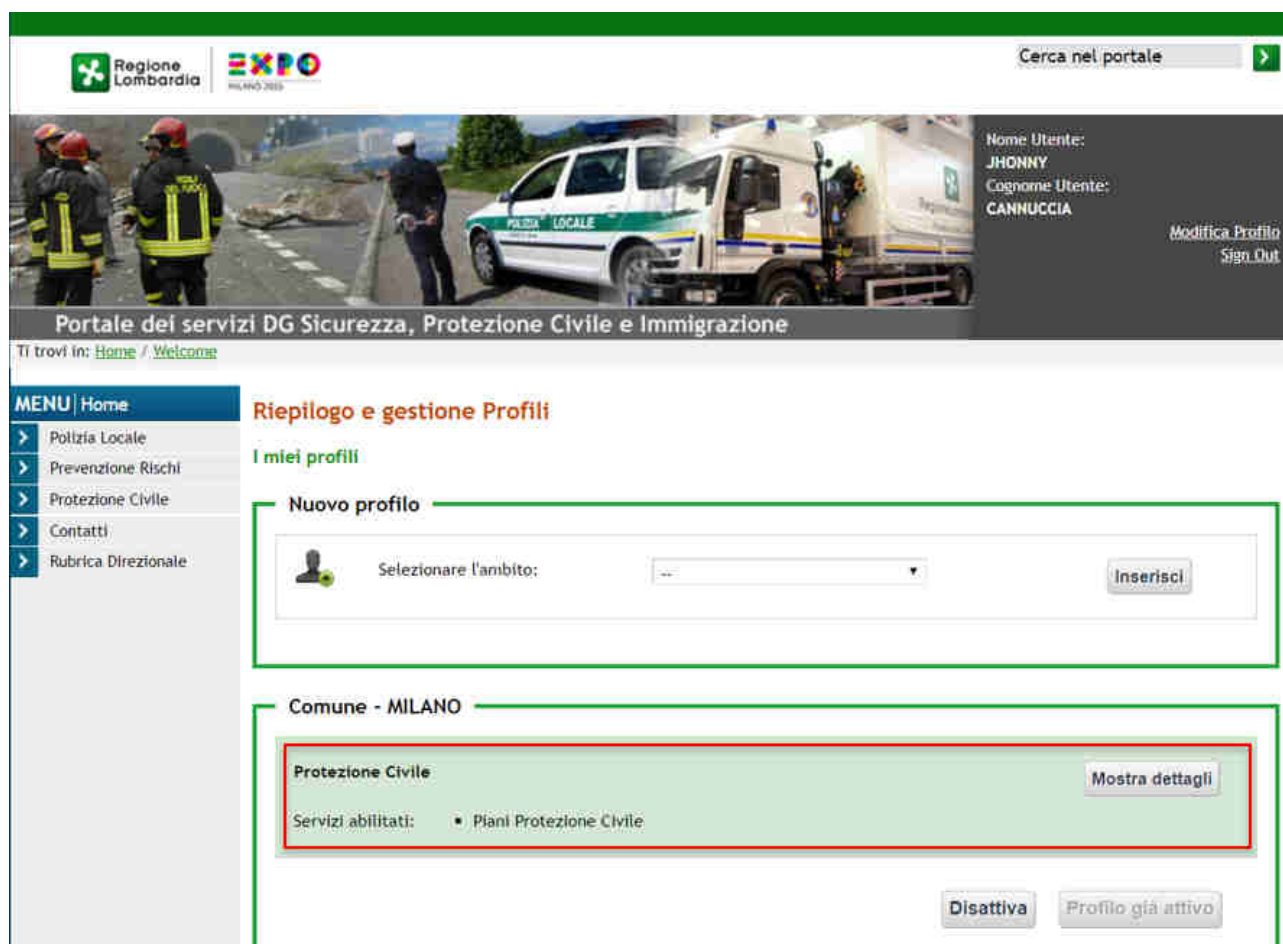 Regione
Lombardia
EXPO
MILANO 2015
Cerca nel portale
VIGILI
DEL FUOCO
POLIZIA LOCALE
Nome Utente:
JHONNY
Cognome Utente:
CANNUCCIA
Modifica Profilo
Sign Out
Portale dei servizi DG Sicurezza, Protezione Civile e Immigrazione
Ti trovi in: Home / Welcome
MENU Home
Polizia Locale
Prevenzione Rischi
Protezione Civile
Contatti
Rubrica Direzionale
Riepilogo e gestione Profili
I miei profili
Nuovo profilo
Selezionare l'ambito:
--
Inserisci
Comune - MILANO
Protezione Civile
Mostra dettagli
Servizi abilitati: • Piani Protezione Civile
Disattiva
Profilo già attivo